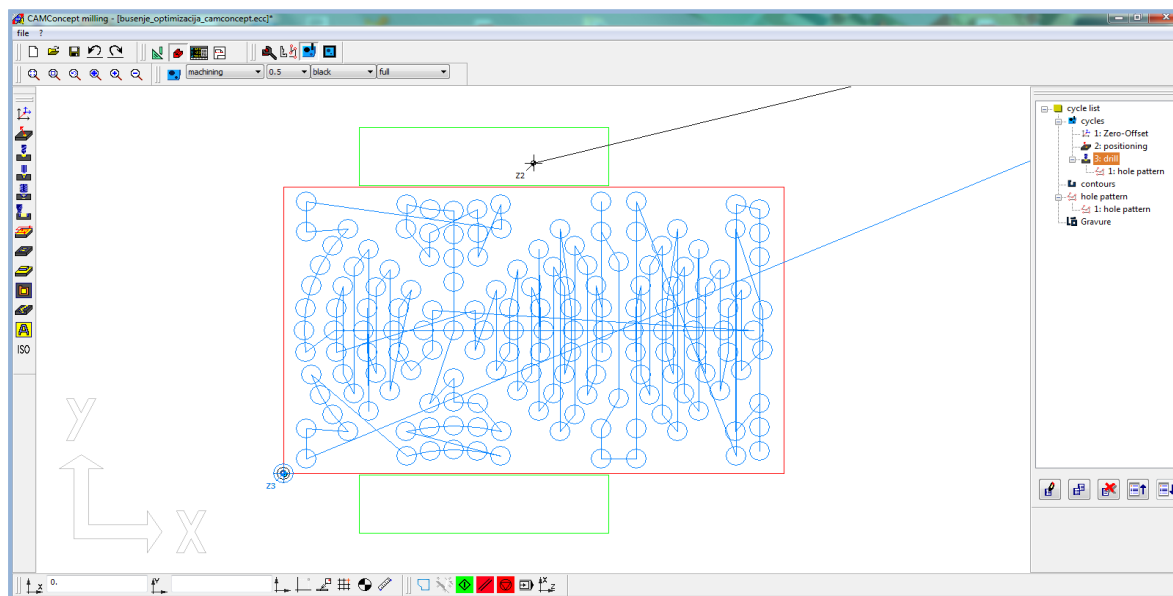 CAMConcept milling - [busenje_optimizacija_camconcept.ecc]*
file ?
machining 0.5 black full
cycle list
cycles
1: Zero-Offset
2: positioning
3: drill
1: hole pattern
contours
hole pattern
1: hole pattern
Gravure
A
ISO
Z2
Z3
Y
X
X 0. Y
X Z